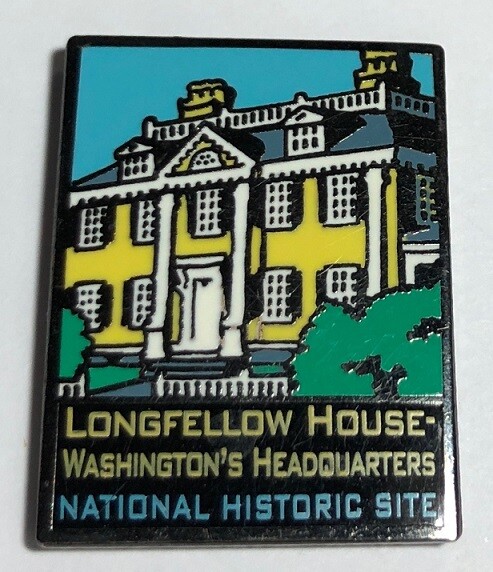 LONGFELLOW HOUSE-
WASHINGTON'S HEADQUARTERS
NATIONAL HISTORIC SITE